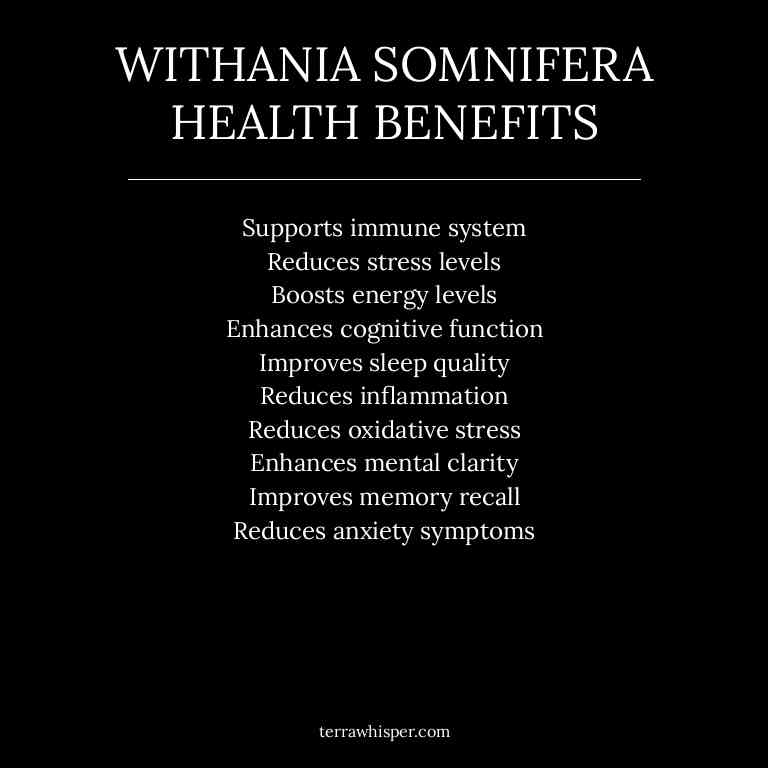 WITHANIA SOMNIFERA
HEALTH BENEFITS
Supports immune system
Reduces stress levels
Boosts energy levels
Enhances cognitive function
Improves sleep quality
Reduces inflammation
Reduces oxidative stress
Enhances mental clarity
Improves memory recall
Reduces anxiety symptoms
terrawhisper.com